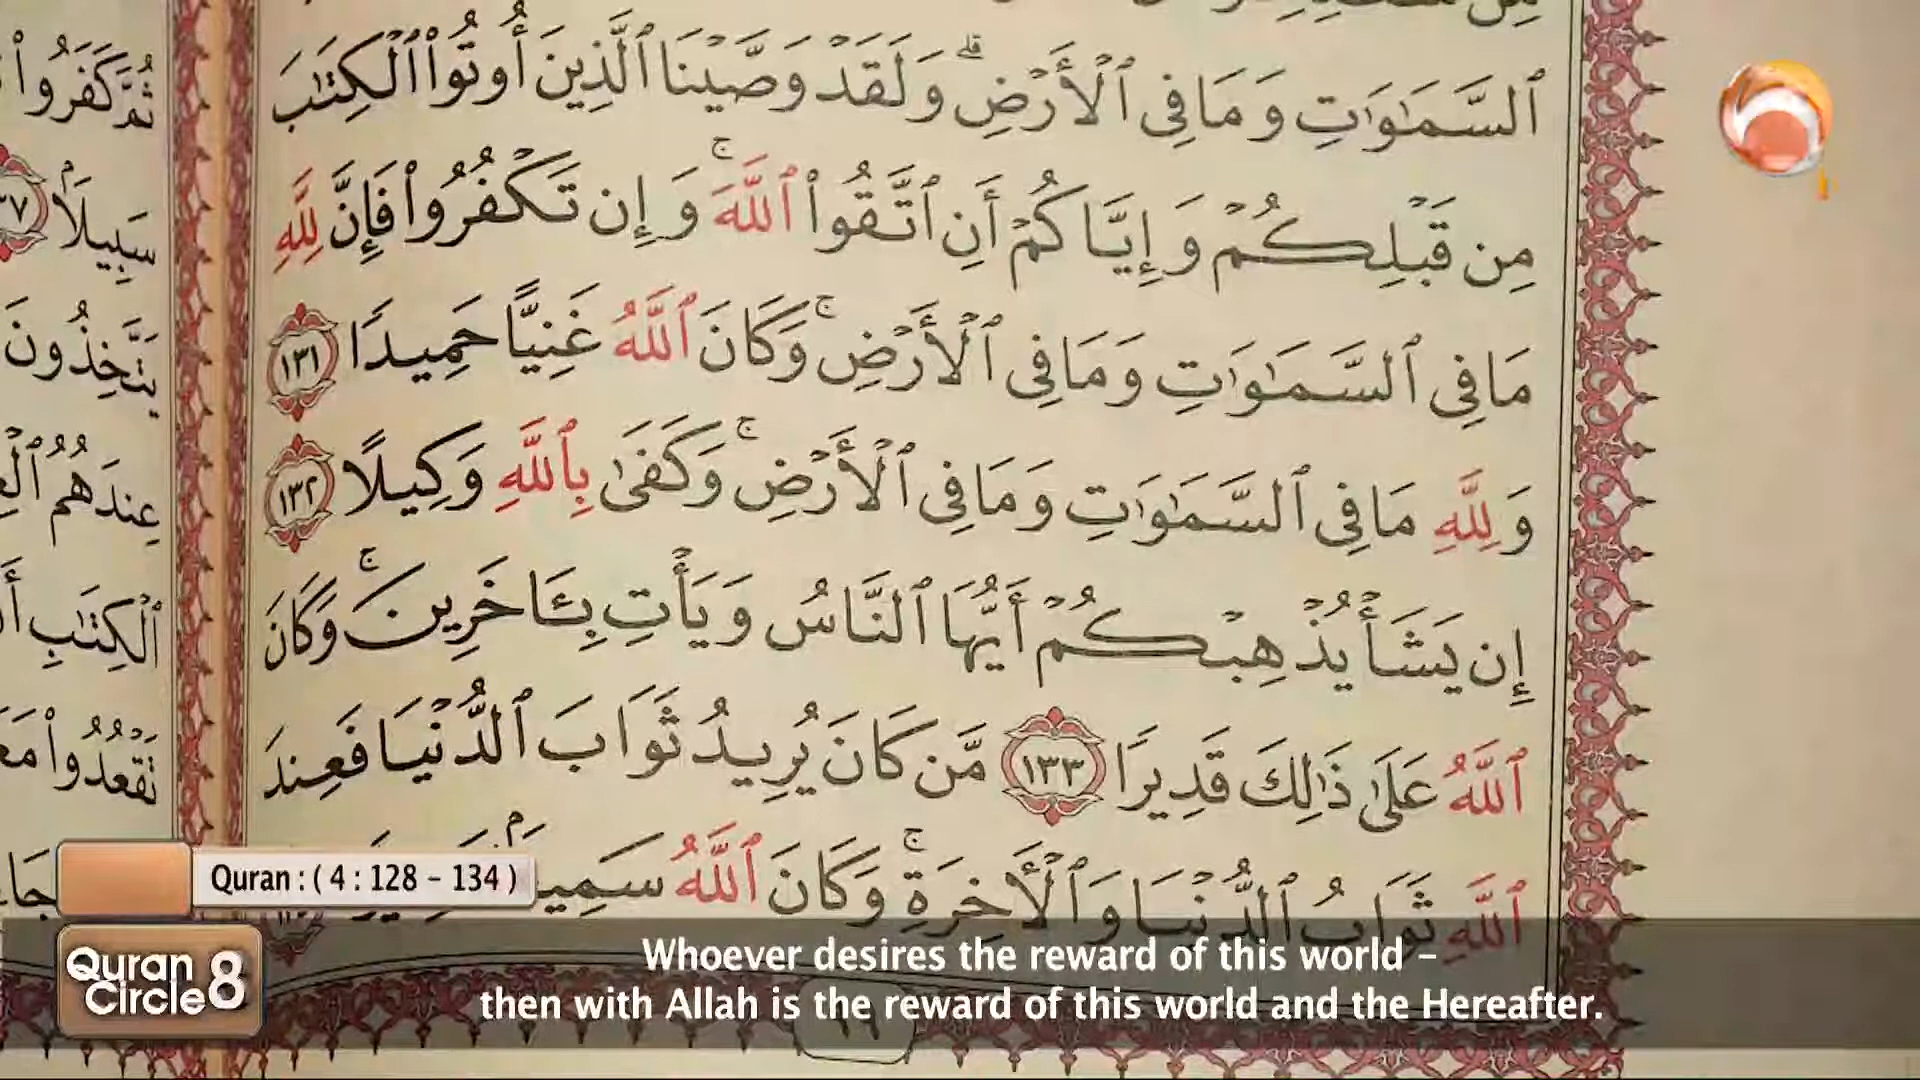 ٱلسَّمَـٰوَٰتِ وَمَا فِى ٱلْأَرْضِ ۗ وَلَقَدْ وَصَّيْنَا ٱلَّذِينَ أُوتُوا۟ ٱلْكِتَـٰبَ
مِن قَبْلِكُمْ وَإِيَّاكُمْ أَنِ ٱتَّقُوا۟ ٱللَّهَ ۚ وَإِن تَكْفُرُوا۟ فَإِنَّ لِلَّهِ
مَا فِى ٱلسَّمَـٰوَٰتِ وَمَا فِى ٱلْأَرْضِ ۚ وَكَانَ ٱللَّهُ غَنِيًّا حَمِيدًا ١٣١
وَلِلَّهِ مَا فِى ٱلسَّمَـٰوَٰتِ وَمَا فِى ٱلْأَرْضِ ۚ وَكَفَىٰ بِٱللَّهِ وَكِيلًا ١٣٢
إِن يَشَأْ يُذْهِبْكُمْ أَيُّهَا ٱلنَّاسُ وَيَأْتِ بِـَٔاخَرِينَ ۚ وَكَانَ
ٱللَّهُ عَلَىٰ ذَٰلِكَ قَدِيرًا ١٣٣ مَّن كَانَ يُرِيدُ ثَوَابَ ٱلدُّنْيَا فَعِندَ
ٱللَّهِ ثَوَابُ ٱلدُّنْيَا وَٱلْأَخِرَةِ ۚ وَكَانَ ٱللَّهُ
ثُمَّ كَفَرُوا۟
سَبِيلًۢا
يَتَّخِذُونَ
عِندَهُمُ
ٱلْكِتَـٰبِ
تَقْعُدُوا۟
Quran : ( 4 : 128 – 134 )
Quran Circle 8
Whoever desires the reward of this world –
then with Allah is the reward of this world and the Hereafter.